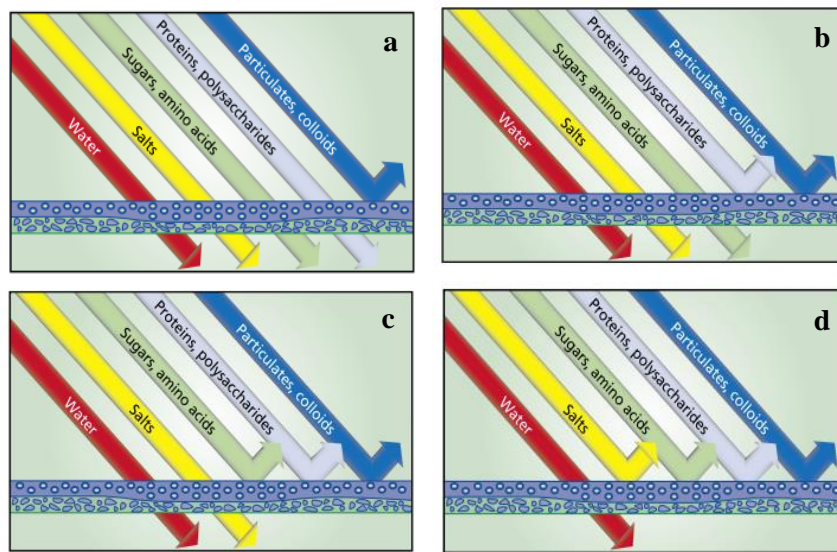 a
Water
Salts
Sugars, amino acids
Proteins, polysaccharides
Particulates, colloids
b
Water
Salts
Sugars, amino acids
Proteins, polysaccharides
Particulates, colloids
c
Water
Salts
Sugars, amino acids
Proteins, polysaccharides
Particulates, colloids
d
Water
Salts
Sugars, amino acids
Proteins, polysaccharides
Particulates, colloids